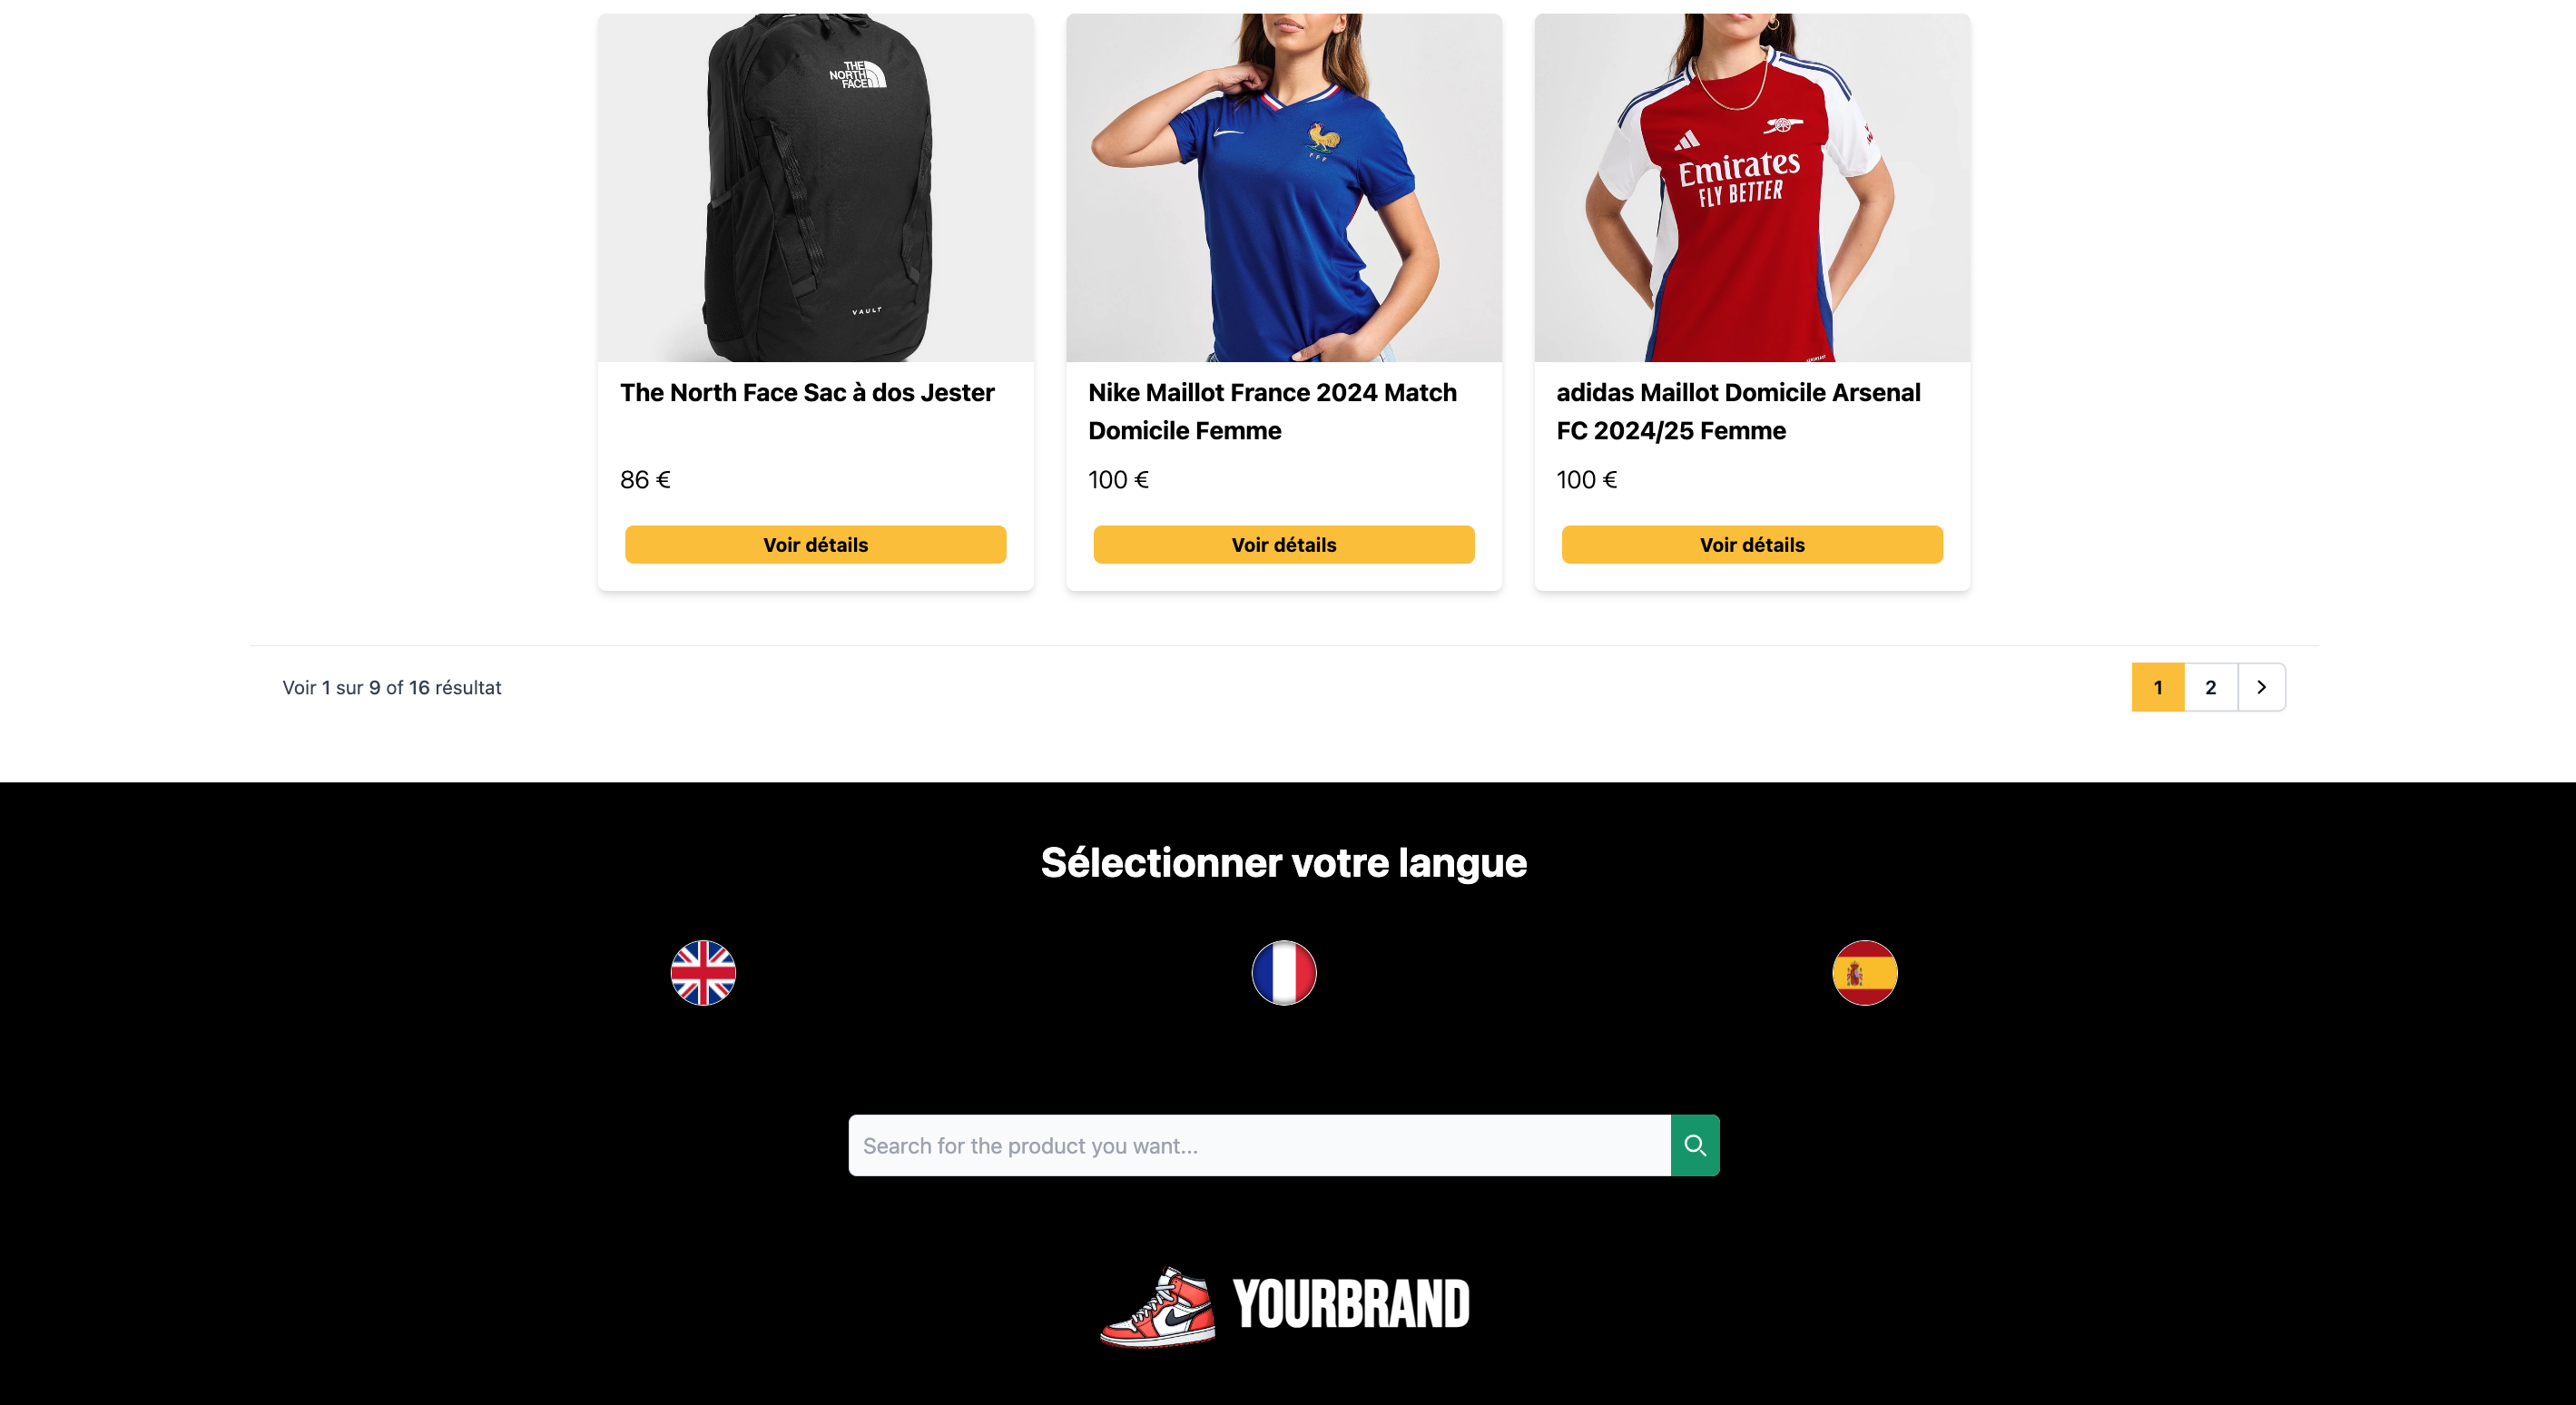 THE
NORTH
FACE
VAULT
FFF
Emirates
FLY BETTER
The North Face Sac à dos Jester
Nike Maillot France 2024 Match
Domicile Femme
adidas Maillot Domicile Arsenal
FC 2024/25 Femme
86 €
100 €
100 €
Voir détails
Voir détails
Voir détails
Voir 1 sur 9 of 16 résultat
1
2
Sélectionner votre langue
Search for the product you want...
YOURBRAND